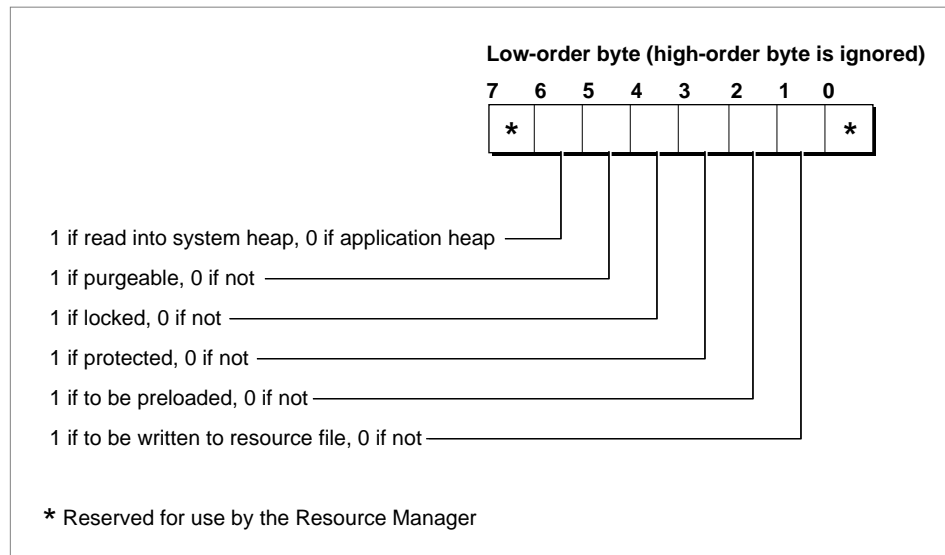 Low-order byte (high-order byte is ignored)
7 6 5 4 3 2 1 0
* *
1 if read into system heap, 0 if application heap
1 if purgeable, 0 if not
1 if locked, 0 if not
1 if protected, 0 if not
1 if to be preloaded, 0 if not
1 if to be written to resource file, 0 if not
* Reserved for use by the Resource Manager